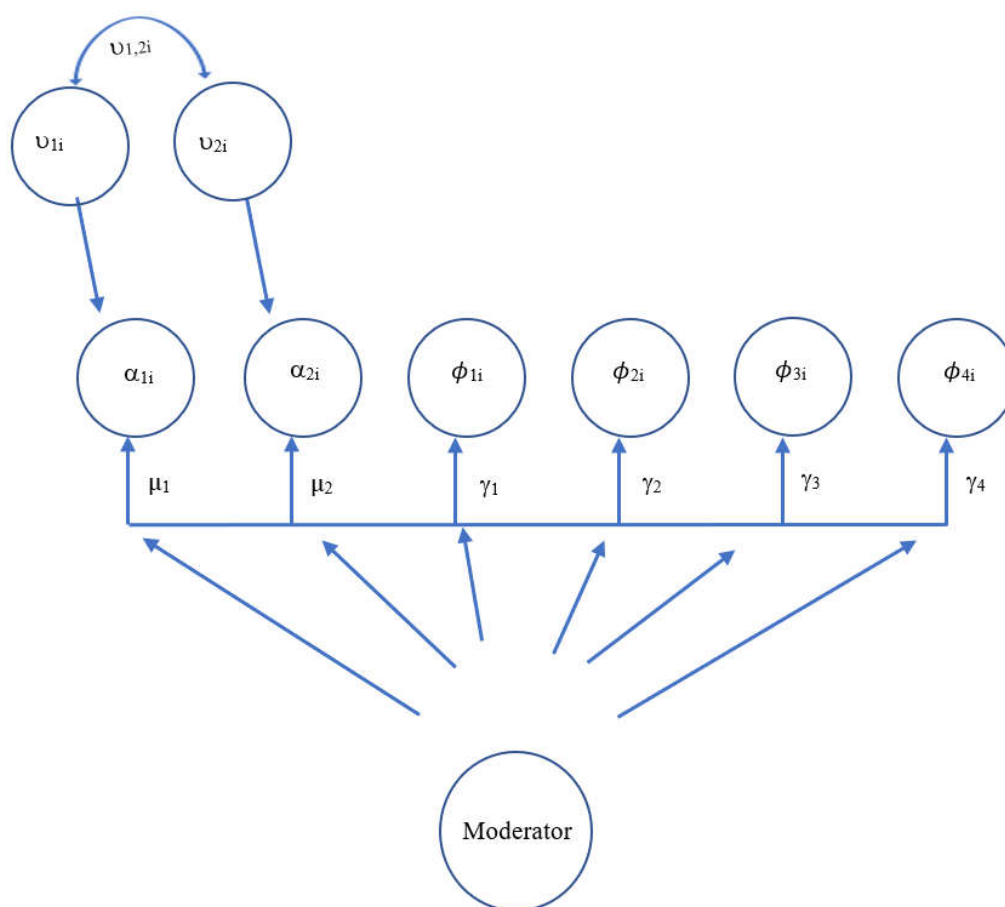 υ1,2i
υ1i
υ2i
α1i
α2i
ϕ1i
ϕ2i
ϕ3i
ϕ4i
μ1
μ2
γ1
γ2
γ3
γ4
Moderator